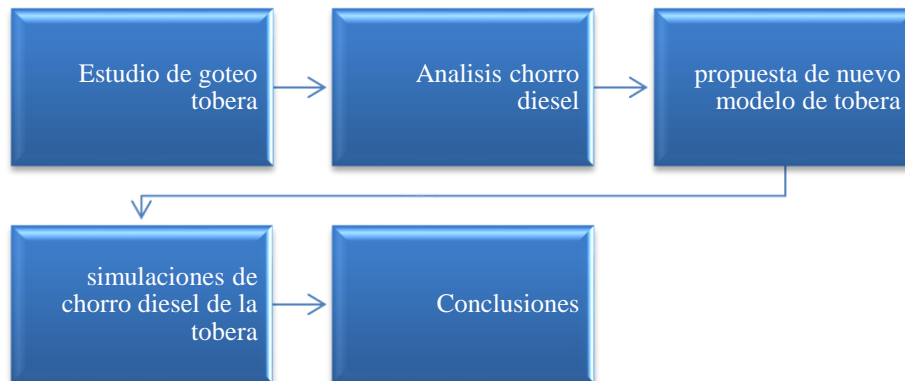 Estudio de goteo
tobera
Analisis chorro
diesel
propuesta de nuevo
modelo de tobera
simulaciones de
chorro diesel de la
tobera
Conclusiones